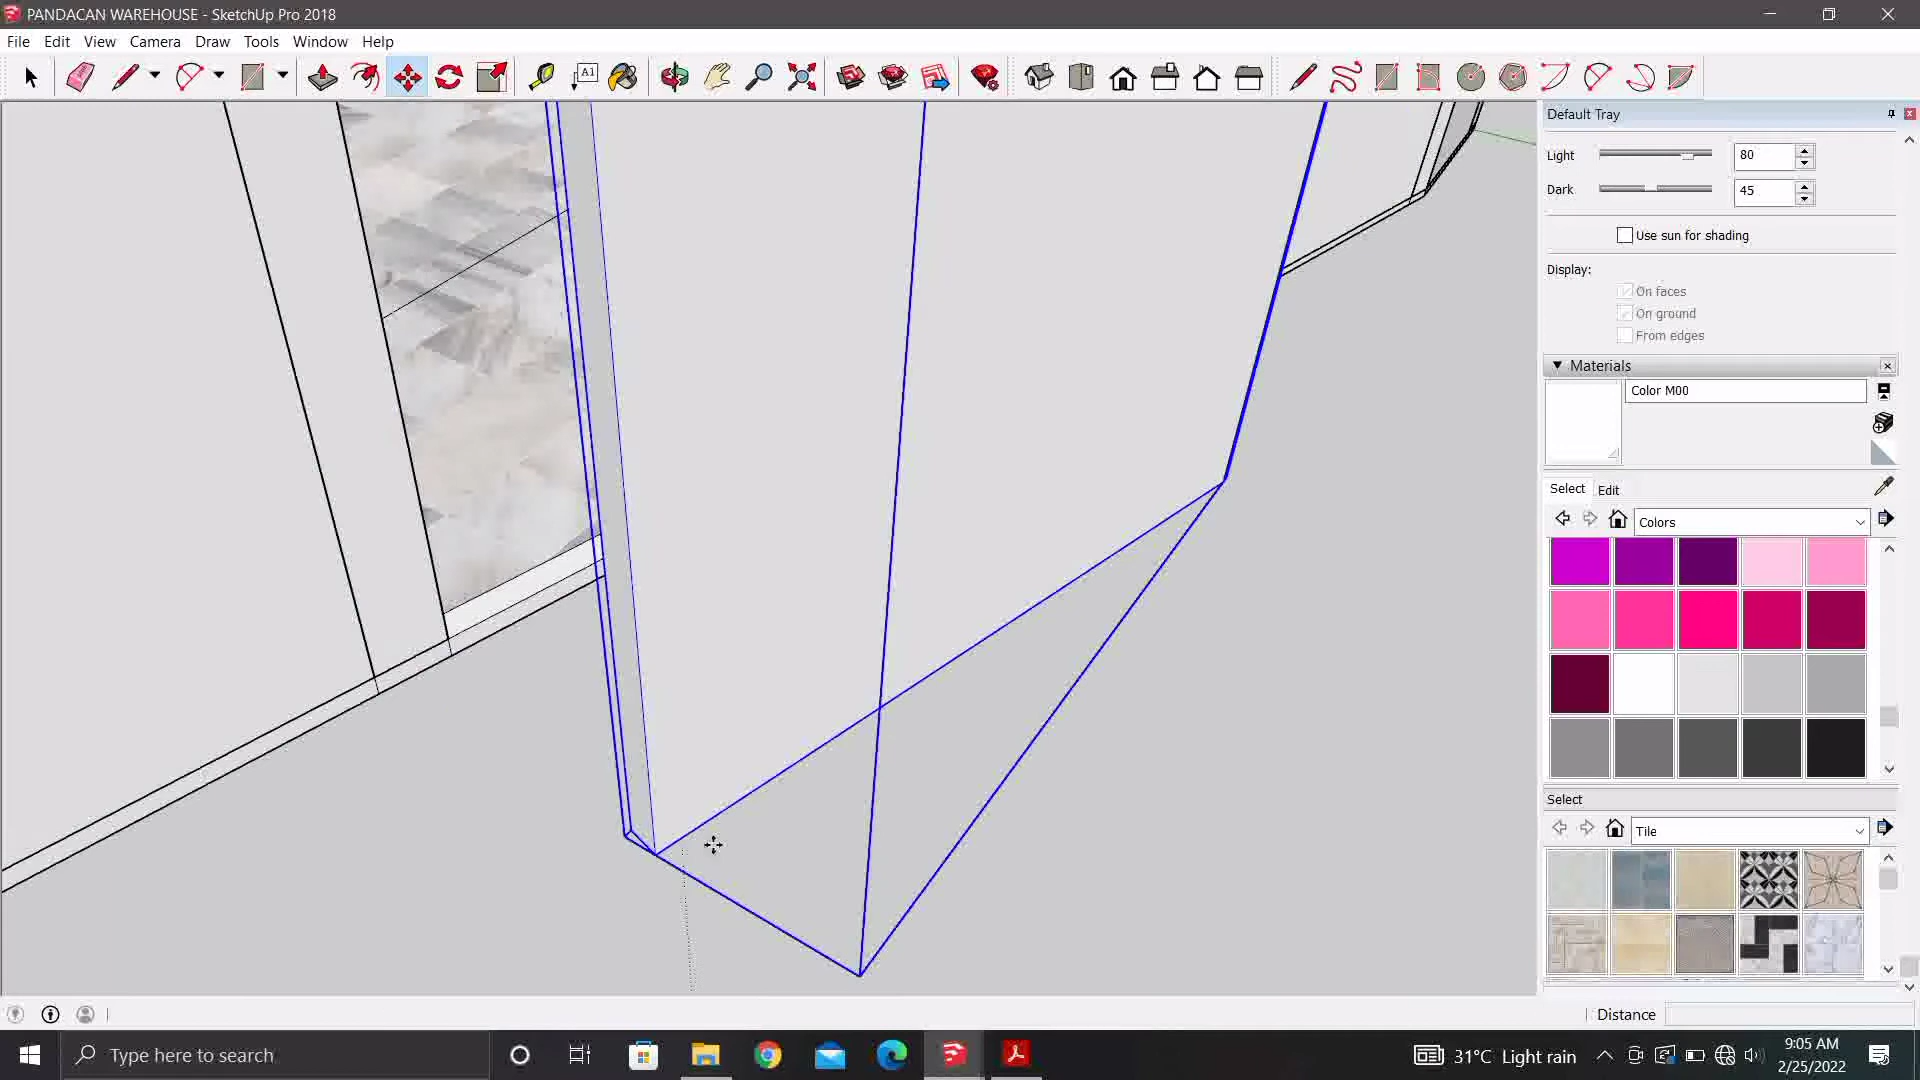 PANDACAN WAREHOUSE - SketchUp Pro 2018
File Edit View Camera Draw Tools Window Help
A1
Default Tray
Light 80
Dark 45
Use sun for shading
Display:
On faces
On ground
From edges
Materials
Color M00
Select Edit
Colors
Select
Tile
Distance
Type here to search
31°C Light rain
9:05 AM
2/25/2022